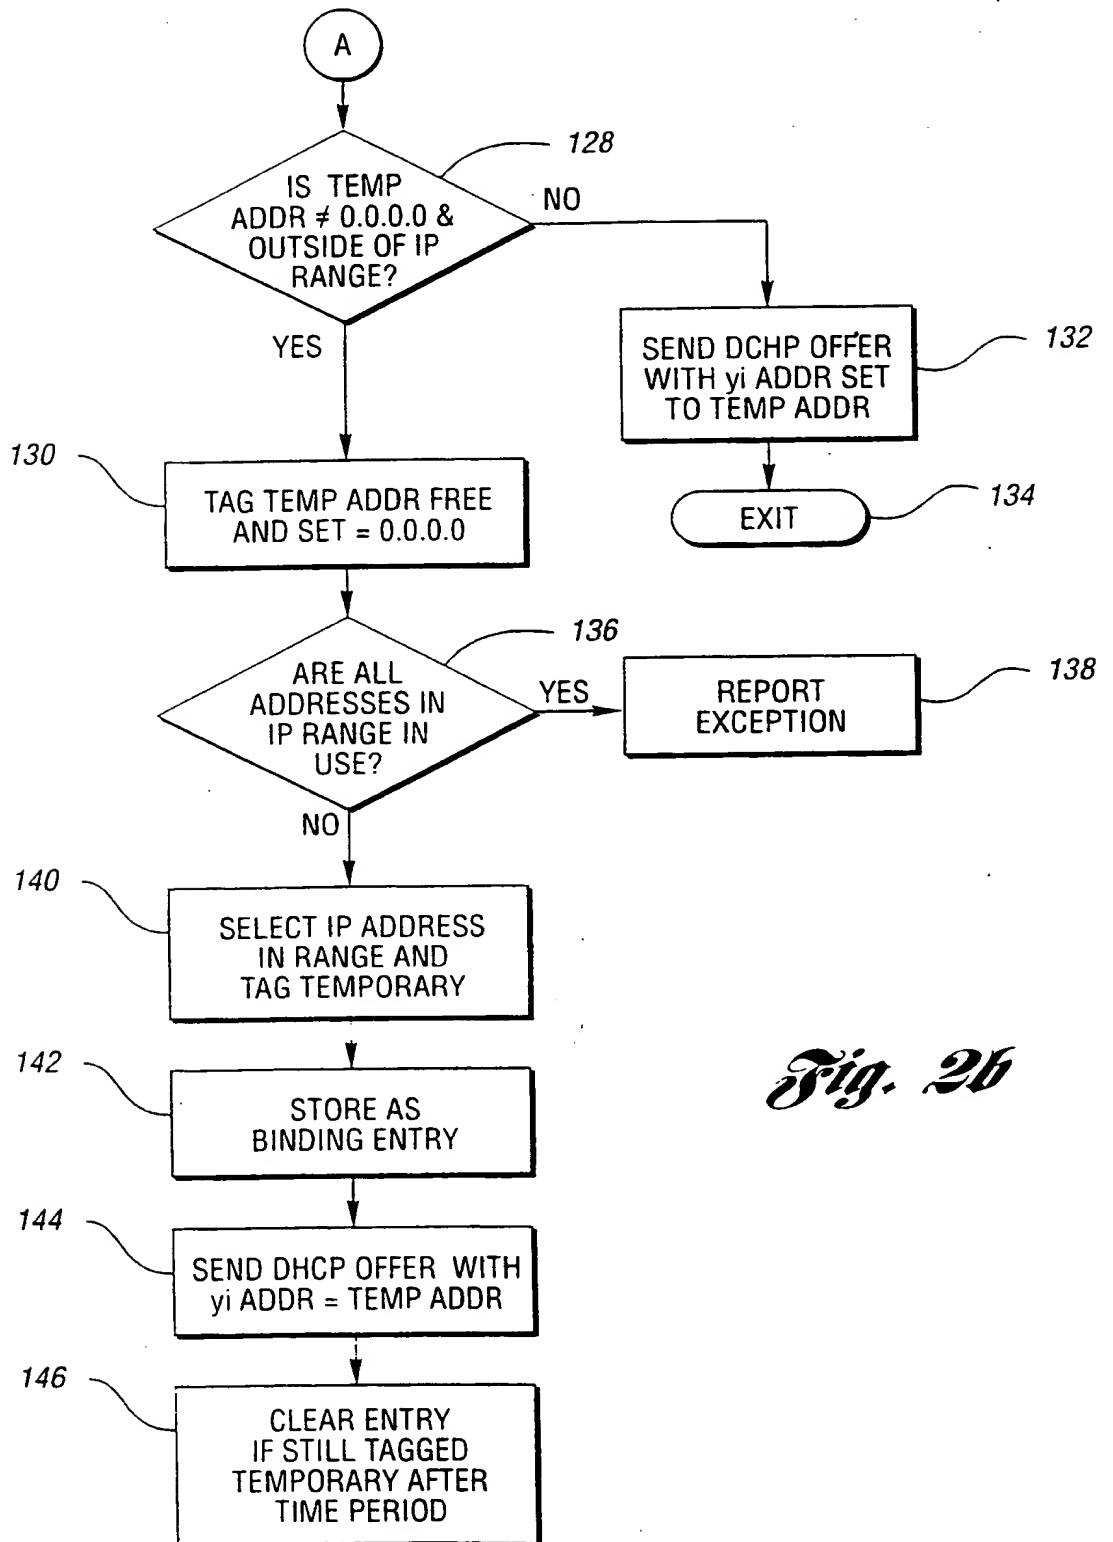 A
128
IS TEMP
ADDR ≠ 0.0.0.0 &
OUTSIDE OF IP
RANGE?
NO
YES
SEND DCHP OFFER
WITH yi ADDR SET
TO TEMP ADDR
132
130
TAG TEMP ADDR FREE
AND SET = 0.0.0.0
EXIT
134
136
ARE ALL
ADDRESSES IN
IP RANGE IN
USE?
YES
REPORT
EXCEPTION
138
NO
140
SELECT IP ADDRESS
IN RANGE AND
TAG TEMPORARY
142
STORE AS
BINDING ENTRY
Fig. 2b
144
SEND DHCP OFFER WITH
yi ADDR = TEMP ADDR
146
CLEAR ENTRY
IF STILL TAGGED
TEMPORARY AFTER
TIME PERIOD